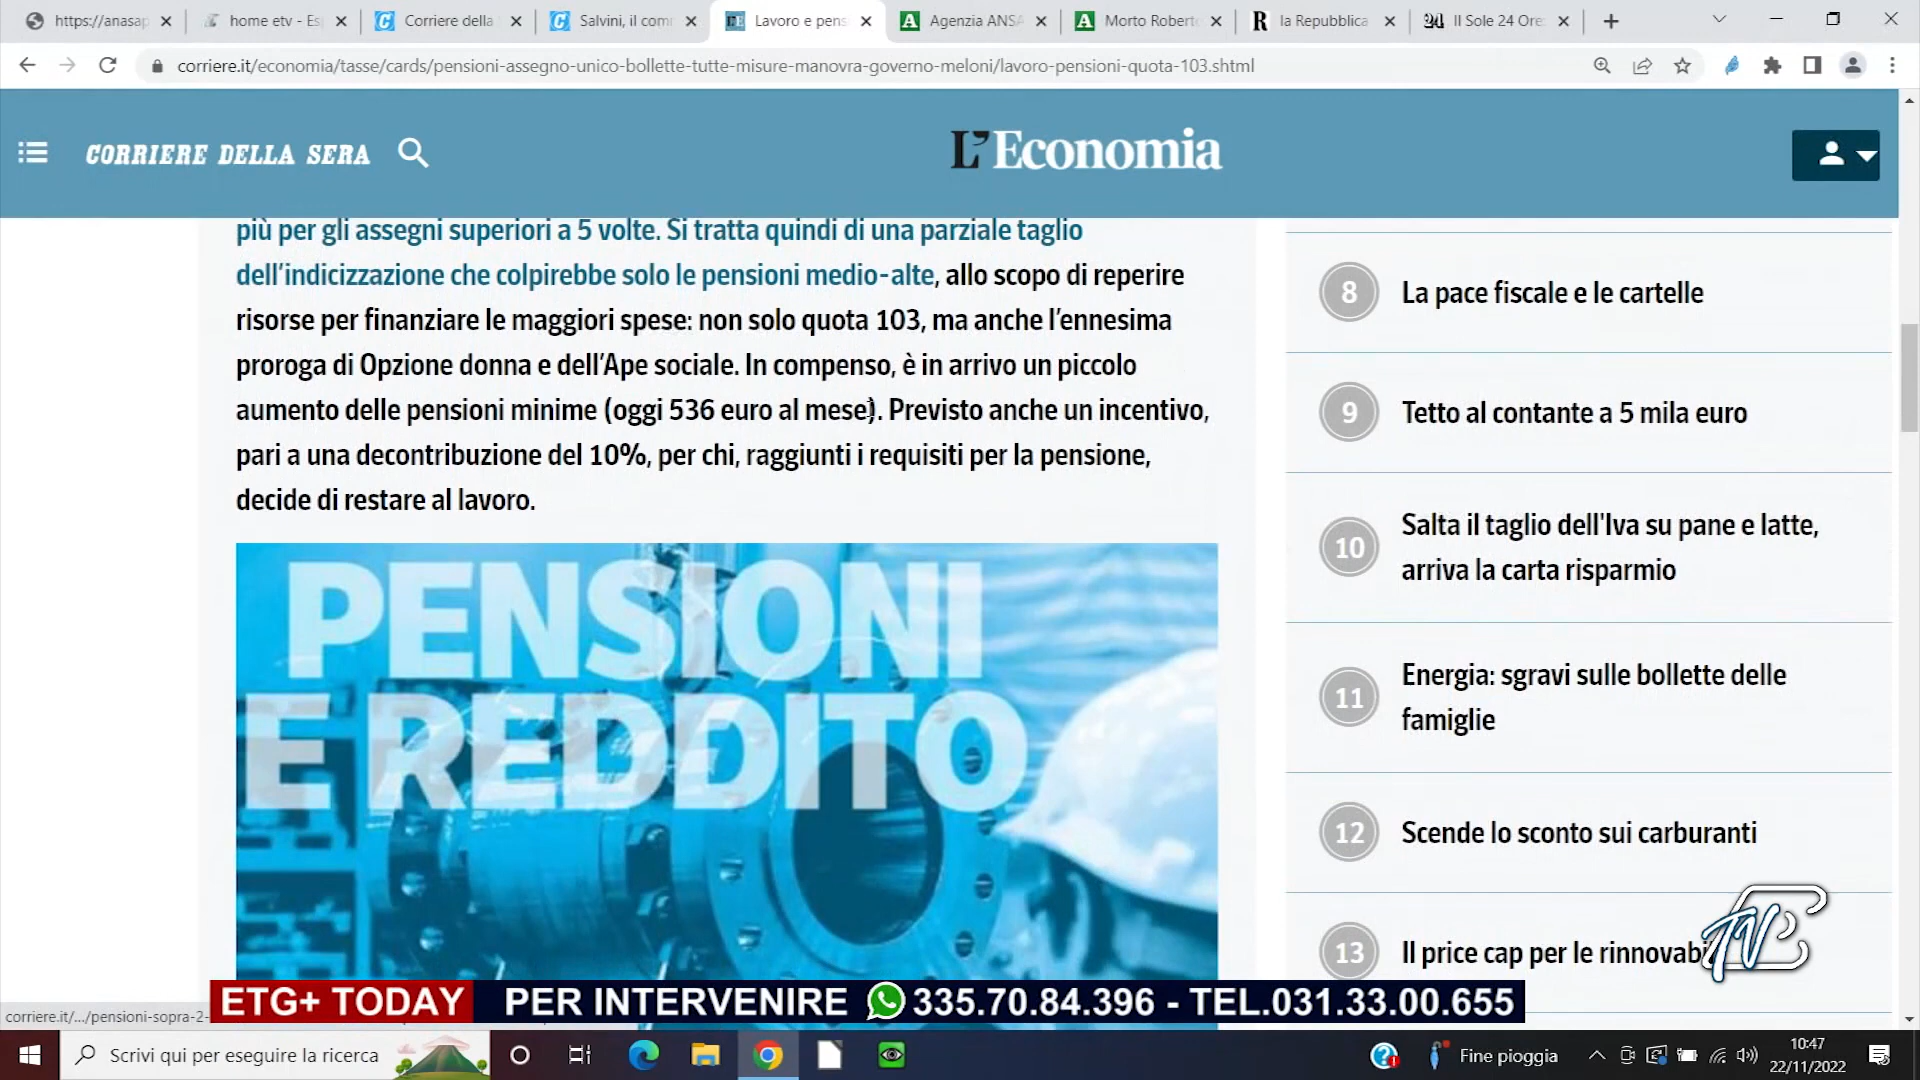 https://anasap
home etv - Es
Corriere della
Salvini, il com
Lavoro e pens
Agenzia ANSA
Morto Robert
la Repubblica
Il Sole 24 Ore
corriere.it/economia/tasse/cards/pensioni-assegno-unico-bollette-tutte-misure-manovra-governo-meloni/lavoro-pensioni-quota-103.shtml
CORRIERE DELLA SERA
L'Economia
più per gli assegni superiori a 5 volte. Si tratta quindi di una parziale taglio
dell'indicizzazione che colpirebbe solo le pensioni medio-alte, allo scopo di reperire
risorse per finanziare le maggiori spese: non solo quota 103, ma anche l'ennesima
proroga di Opzione donna e dell'Ape sociale. In compenso, è in arrivo un piccolo
aumento delle pensioni minime (oggi 536 euro al mese). Previsto anche un incentivo,
pari a una decontribuzione del 10%, per chi, raggiunti i requisiti per la pensione,
decide di restare al lavoro.
PENSIONI
E REDDITO
8 La pace fiscale e le cartelle
9 Tetto al contante a 5 mila euro
10 Salta il taglio dell'Iva su pane e latte,
arriva la carta risparmio
11 Energia: sgravi sulle bollette delle
famiglie
12 Scende lo sconto sui carburanti
13 Il price cap per le rinnovabi
ETV
ETG+ TODAY PER INTERVENIRE 335.70.84.396 - TEL.031.33.00.655
corriere.it/.../pensioni-sopra-2-
Scrivi qui per eseguire la ricerca
Fine pioggia
10:47
22/11/2022